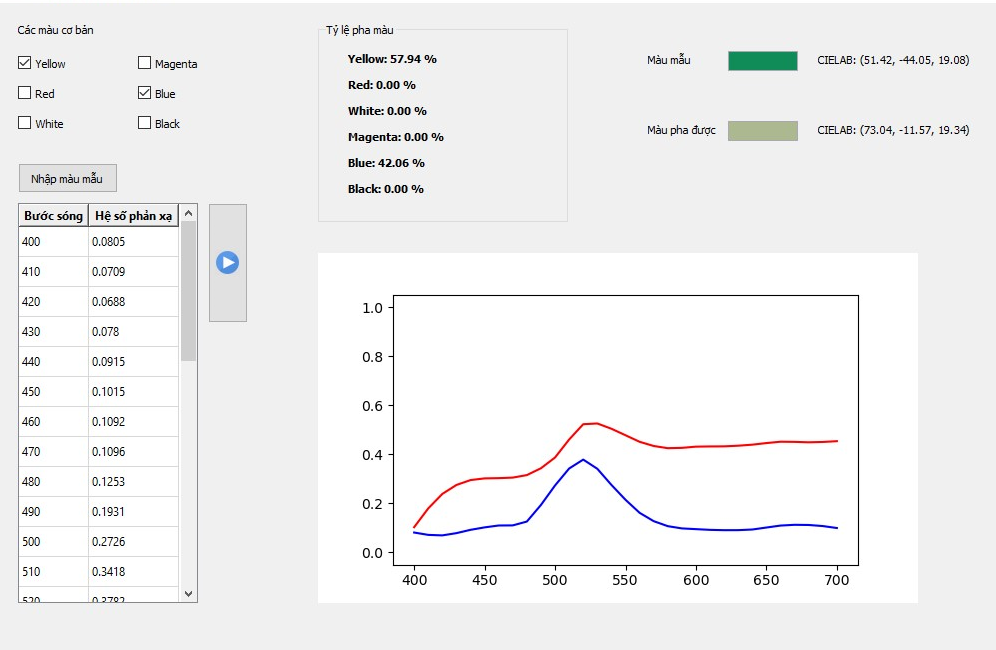 Các màu cơ bản
Yellow
Magenta
Red
Blue
White
Black
Nhập màu mẫu
Bước sóng Hệ số phản xạ
400 0.0805
410 0.0709
420 0.0688
430 0.078
440 0.0915
450 0.1015
460 0.1092
470 0.1096
480 0.1253
490 0.1931
500 0.2726
510 0.3418
520 0.3782
Tỷ lệ pha màu
Yellow: 57.94 %
Red: 0.00 %
White: 0.00 %
Magenta: 0.00 %
Blue: 42.06 %
Black: 0.00 %
Màu mẫu CIELAB: (51.42, -44.05, 19.08)
Màu pha được CIELAB: (73.04, -11.57, 19.34)
1.0
0.8
0.6
0.4
0.2
0.0
400 450 500 550 600 650 700